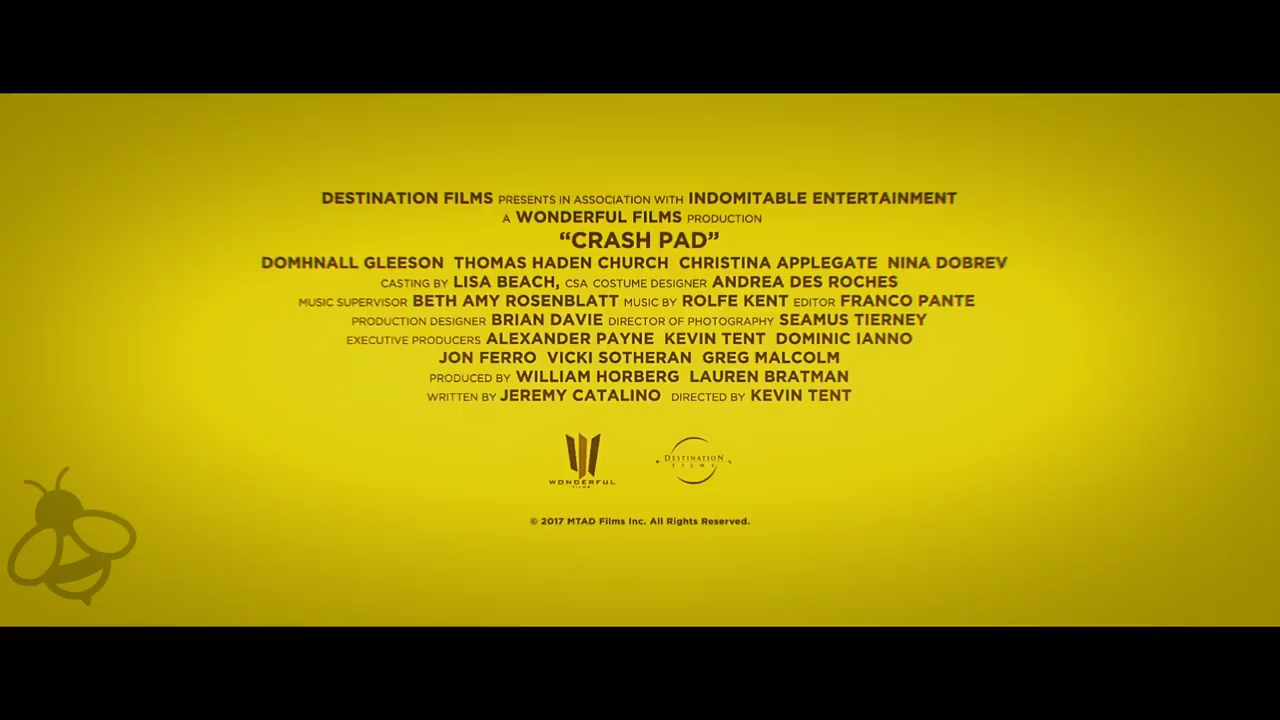 DESTINATION FILMS PRESENTS IN ASSOCIATION WITH INDOMITABLE ENTERTAINMENT
A WONDERFUL FILMS PRODUCTION
“CRASH PAD”
DOMHNALL GLEESON THOMAS HADEN CHURCH CHRISTINA APPLEGATE NINA DOBREV
CASTING BY LISA BEACH, CSA COSTUME DESIGNER ANDREA DES ROCHES
MUSIC SUPERVISOR BETH AMY ROSENBLATT MUSIC BY ROLFE KENT EDITOR FRANCO PANTE
PRODUCTION DESIGNER BRIAN DAVIE DIRECTOR OF PHOTOGRAPHY SEAMUS TIERNEY
EXECUTIVE PRODUCERS ALEXANDER PAYNE KEVIN TENT DOMINIC IANNO
JON FERRO VICKI SOTHERAN GREG MALCOLM
PRODUCED BY WILLIAM HORBERG LAUREN BRATMAN
WRITTEN BY JEREMY CATALINO DIRECTED BY KEVIN TENT
WONDERFUL
FILMS
DESTINATION
FILMS
© 2017 MTAD Films Inc. All Rights Reserved.